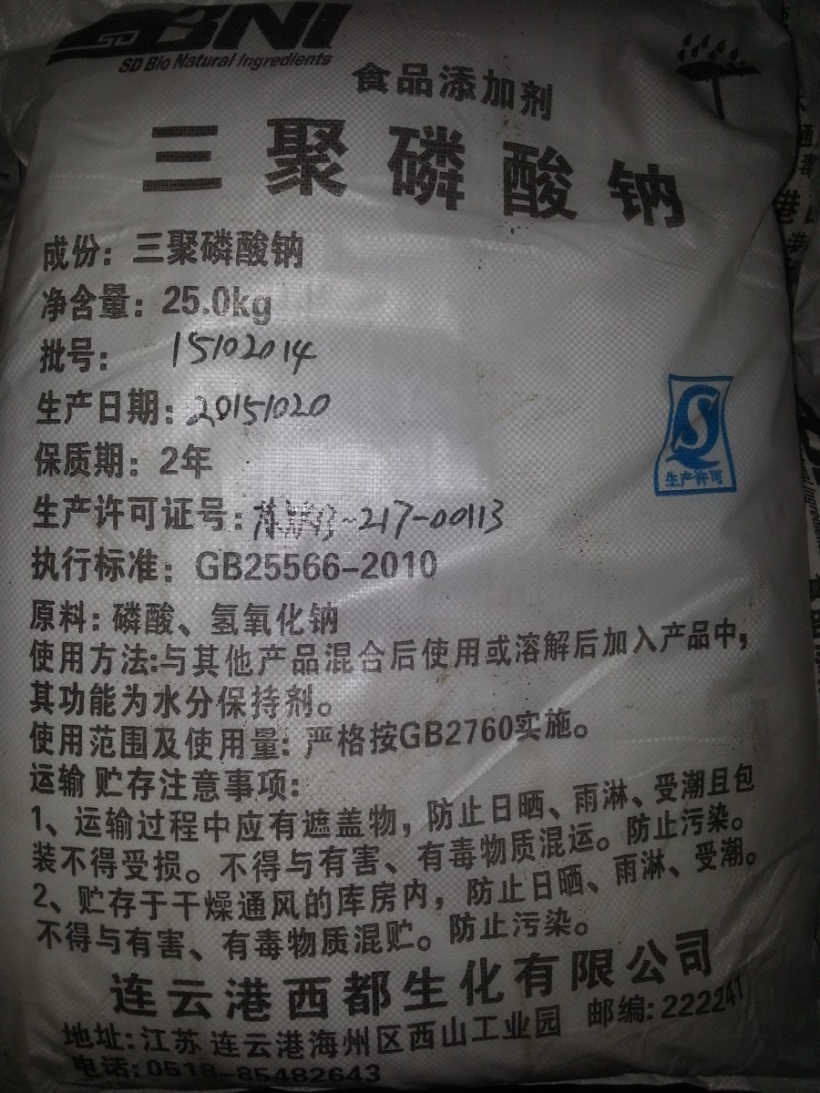 SD BNI
SD Bio Natural Ingredients
食品添加剂
三聚磷酸钠
成份：三聚磷酸钠
净含量：25.0kg
批号： 15102014
生产日期：20151020
保质期：2年
生产许可证号： 217-00113
执行标准：GB25566-2010
原料：磷酸、氢氧化钠
使用方法:与其他产品混合后使用或溶解后加入产品中，
其功能为水分保持剂。
使用范围及使用量：严格按GB2760实施。
运输 贮存注意事项：
1、运输过程中应有遮盖物，防止日晒、雨淋、受潮且包
装不得受损。不得与有害、有毒物质混运。防止污染。
2、贮存于干燥通风的库房内，防止日晒、雨淋、受潮。
不得与有害、有毒物质混贮。防止污染。
连云港西都生化有限公司
地址：江苏 连云港海州区西山工业园 邮编：222241
电话：0518-85482643
生产许可